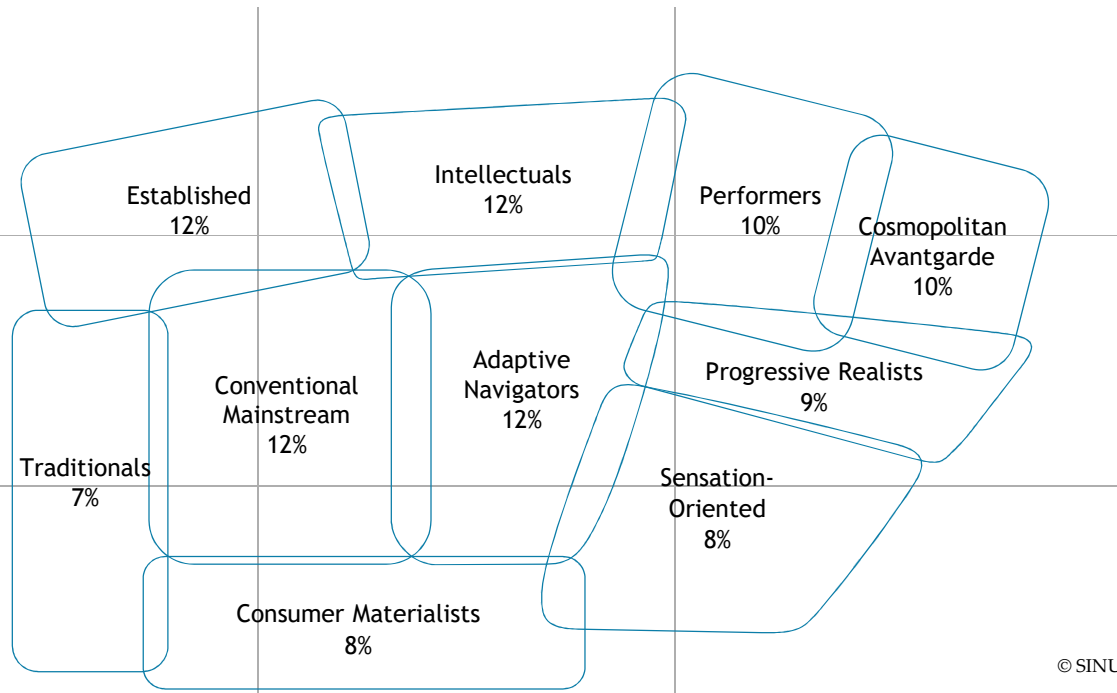 Established
12%
Intellectuals
12%
Performers
10%
Cosmopolitan
Avantgarde
10%
Conventional
Mainstream
12%
Adaptive
Navigators
12%
Progressive Realists
9%
Traditionals
7%
Sensation-
Oriented
8%
Consumer Materialists
8%
© SINU